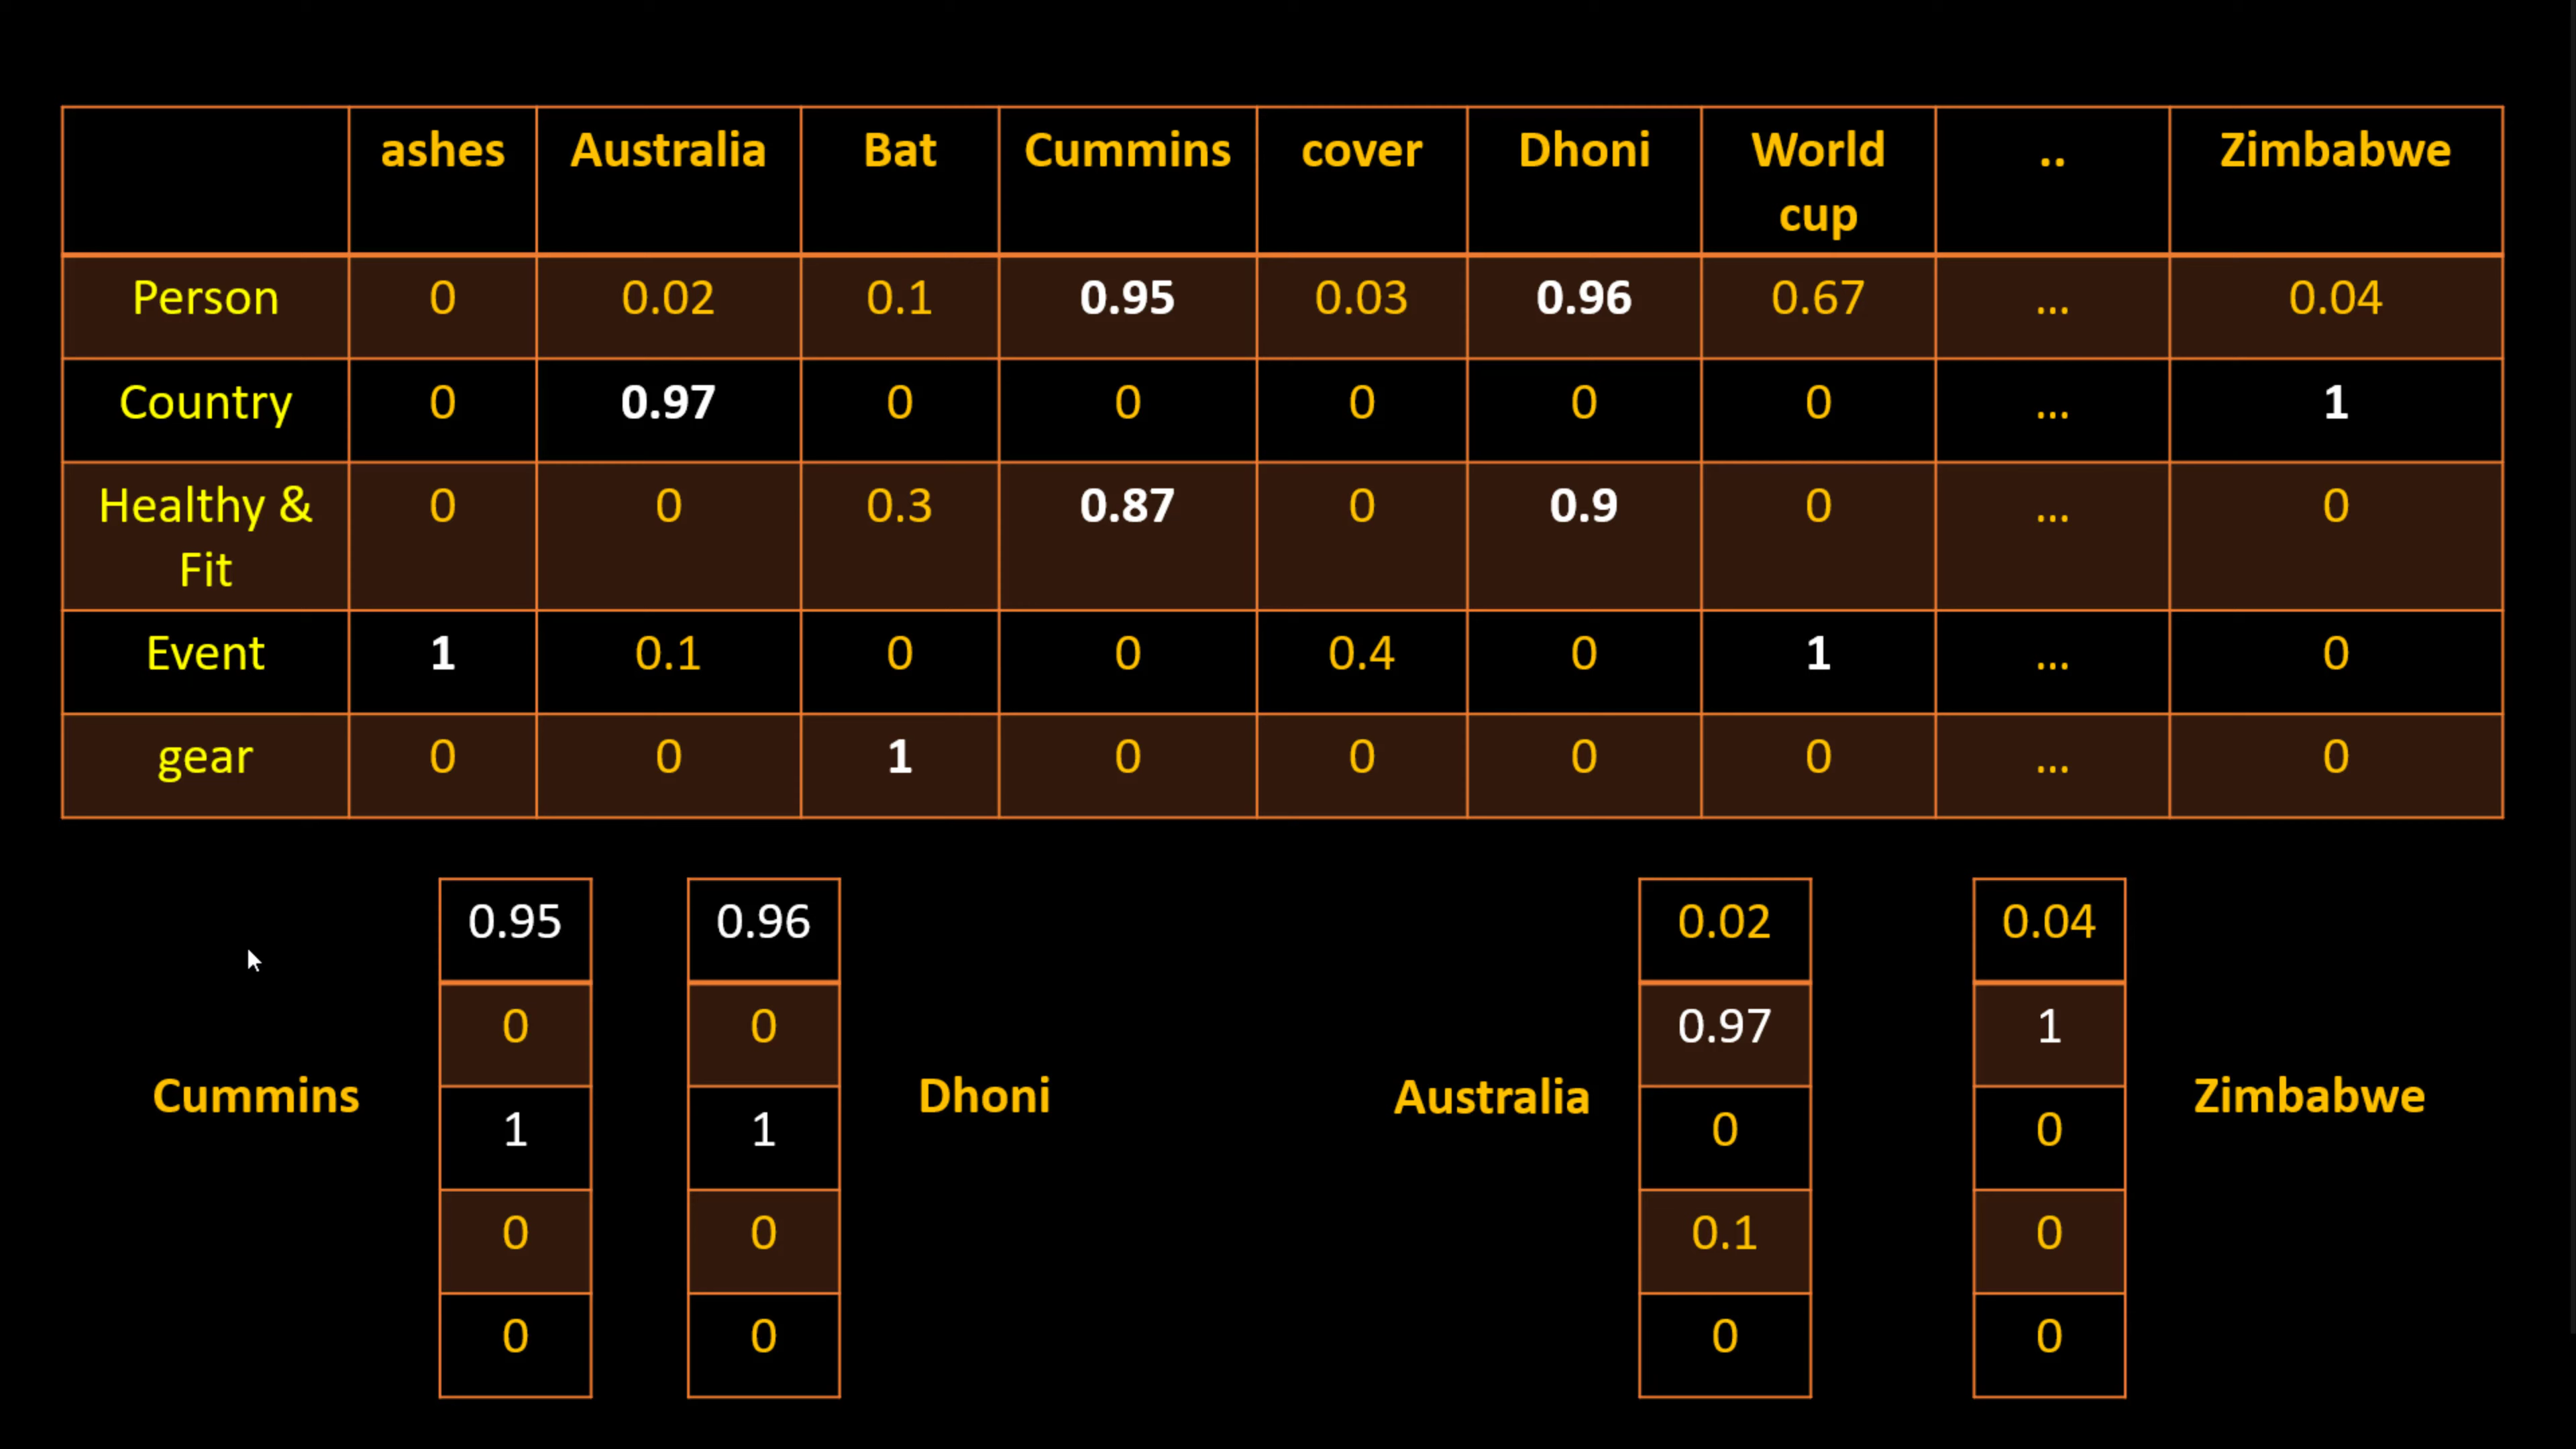 ashes Australia Bat Cummins cover Dhoni World cup .. Zimbabwe
Person 0 0.02 0.1 0.95 0.03 0.96 0.67 ... 0.04
Country 0 0.97 0 0 0 0 0 ... 1
Healthy & Fit 0 0 0.3 0.87 0 0.9 0 ... 0
Event 1 0.1 0 0 0.4 0 1 ... 0
gear 0 0 1 0 0 0 0 ... 0
Cummins
0.95
0
1
0
0
0.96
0
1
0
0
Dhoni
Australia
0.02
0.97
0
0.1
0
0.04
1
0
0
0
Zimbabwe